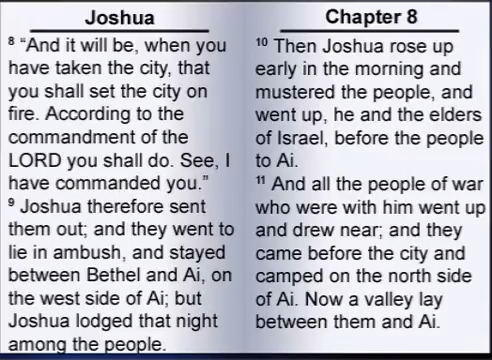 Joshua
⁸ “And it will be, when you
have taken the city, that
you shall set the city on
fire. According to the
commandment of the
LORD you shall do. See, I
have commanded you.”
⁹ Joshua therefore sent
them out; and they went to
lie in ambush, and stayed
between Bethel and Ai, on
the west side of Ai; but
Joshua lodged that night
among the people.
Chapter 8
¹⁰ Then Joshua rose up
early in the morning and
mustered the people, and
went up, he and the elders
of Israel, before the people
to Ai.
¹¹ And all the people of war
who were with him went up
and drew near; and they
came before the city and
camped on the north side
of Ai. Now a valley lay
between them and Ai.